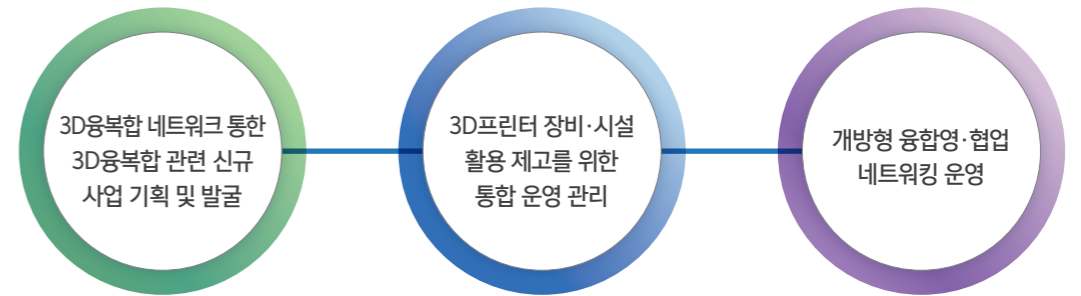 3D융복합 네트워크 통한
3D융복합 관련 신규
사업 기획 및 발굴
3D프린터 장비·시설
활용 제고를 위한
통합 운영 관리
개방형 융합영·협업
네트워킹 운영